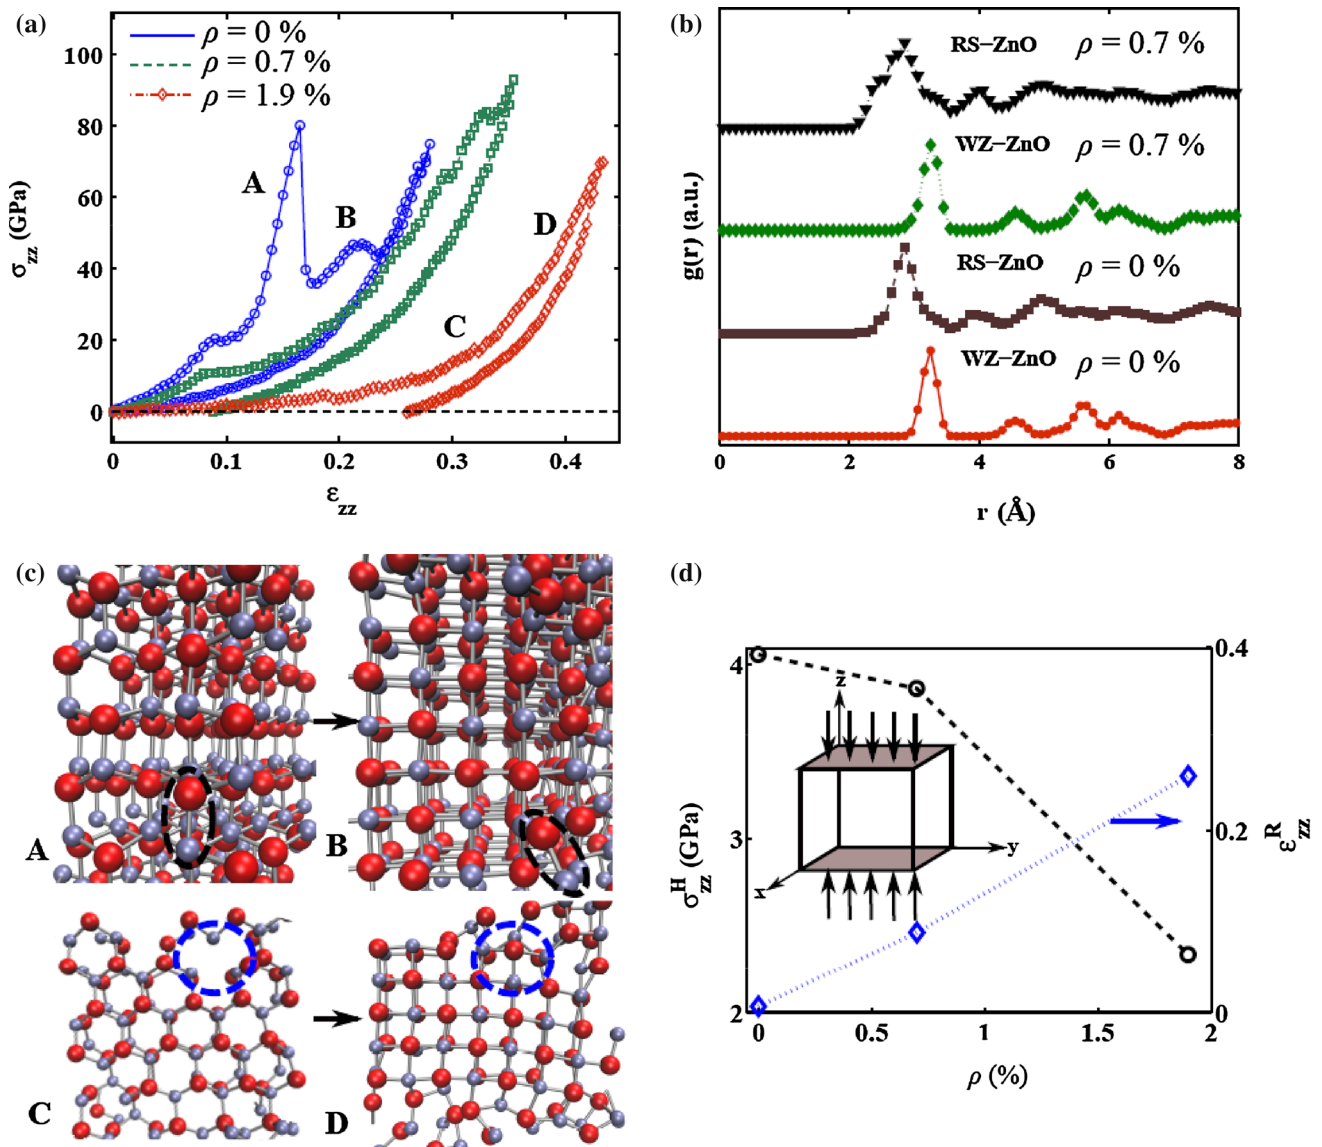 (a)
ρ = 0 %
ρ = 0.7 %
ρ = 1.9 %
100
80
60
40
20
0
σzz (GPa)
A
B
C
D
0 0.1 0.2 0.3 0.4
εzz
(b)
RS−ZnO ρ = 0.7 %
WZ−ZnO ρ = 0.7 %
RS−ZnO ρ = 0 %
WZ−ZnO ρ = 0 %
g(r) (a.u.)
0 2 4 6 8
r (Å)
(c)
A
B
C
D
(d)
4
3
2
σᴴzz (GPa)
0.4
0.2
0
εᴿzz
z
y
x
0 0.5 1 1.5 2
ρ (%)